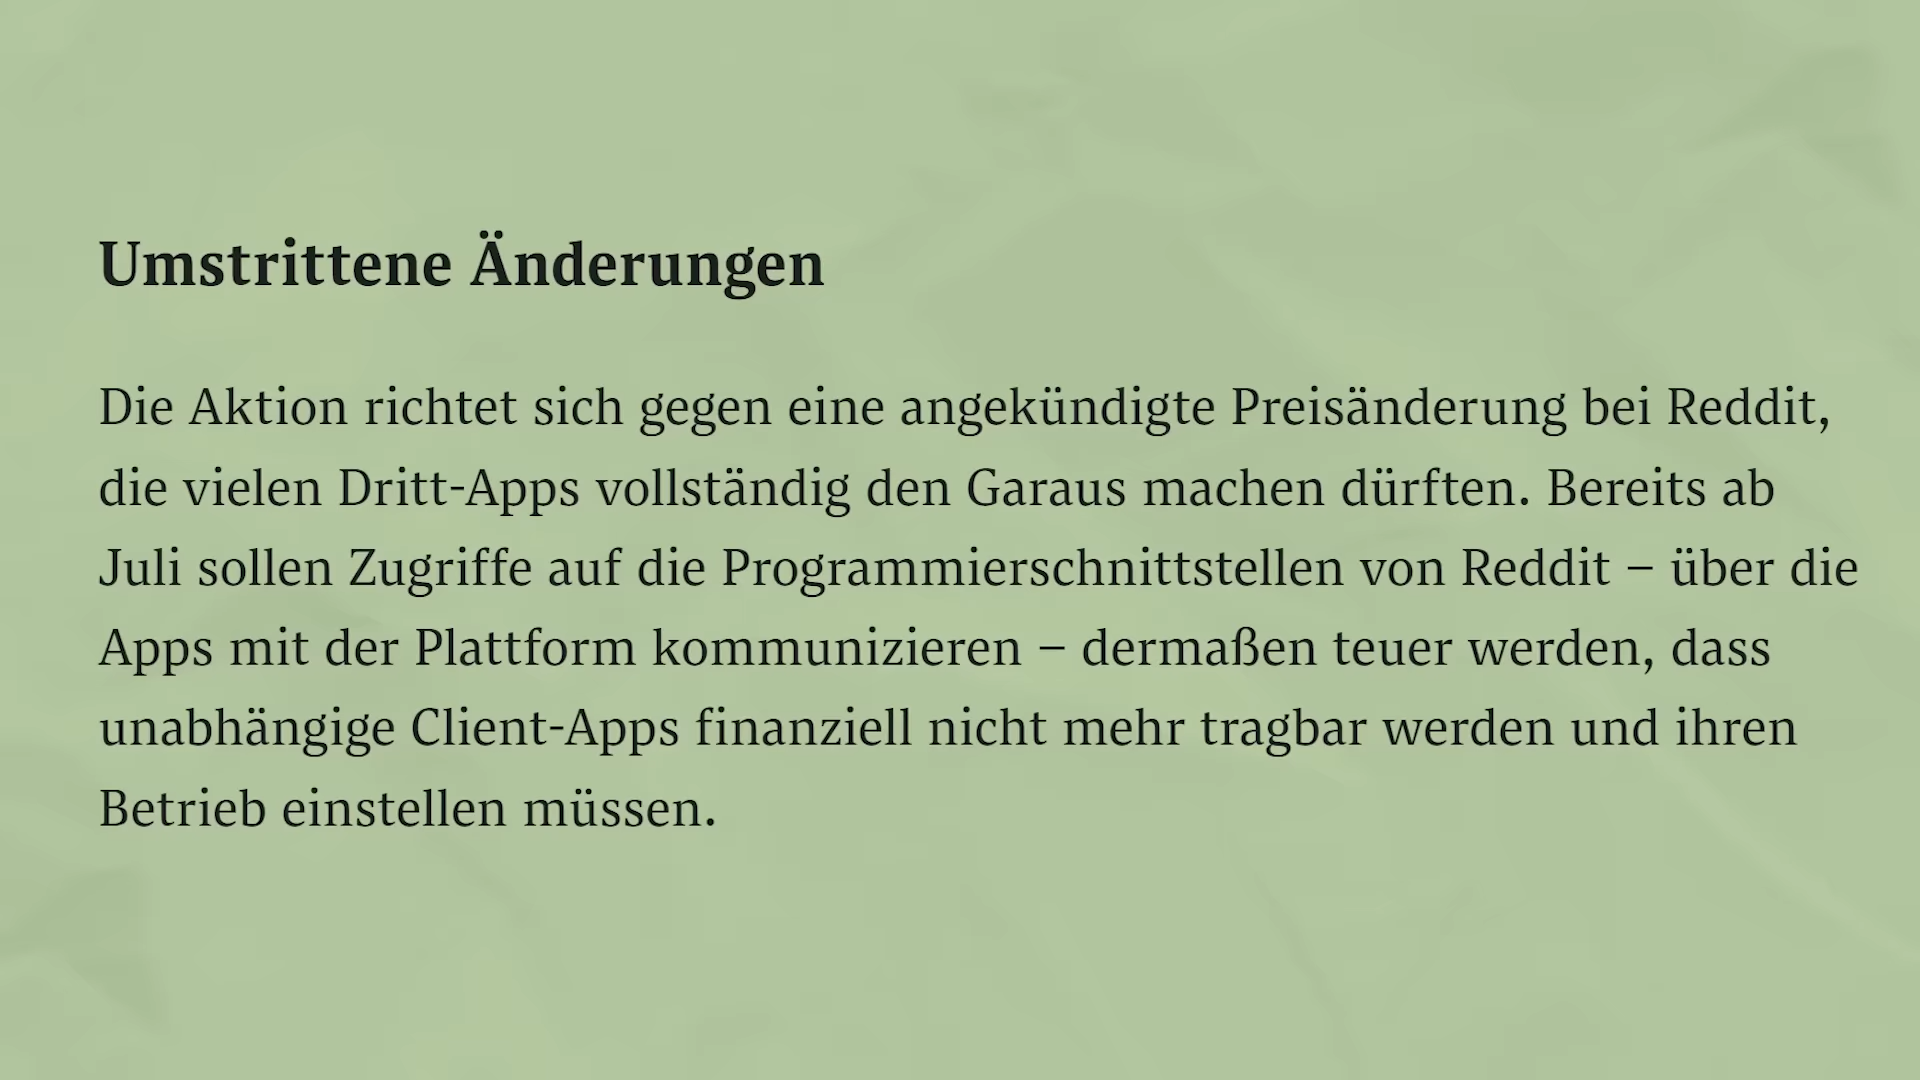 Umstrittene Änderungen
Die Aktion richtet sich gegen eine angekündigte Preisänderung bei Reddit,
die vielen Dritt-Apps vollständig den Garaus machen dürften. Bereits ab
Juli sollen Zugriffe auf die Programmierschnittstellen von Reddit – über die
Apps mit der Plattform kommunizieren – dermaßen teuer werden, dass
unabhängige Client-Apps finanziell nicht mehr tragbar werden und ihren
Betrieb einstellen müssen.